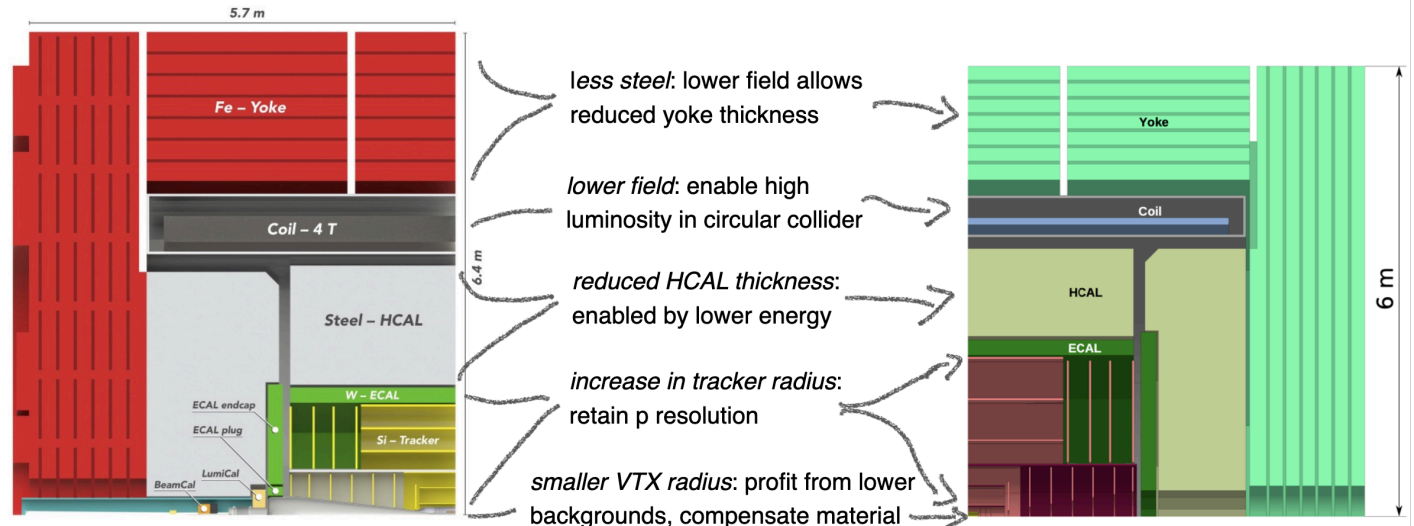 5.7 m
Fe – Yoke
Coil – 4 T
6.4 m
Steel – HCAL
W – ECAL
ECAL endcap
ECAL plug
Si – Tracker
LumiCal
BeamCal
less steel: lower field allows
reduced yoke thickness
lower field: enable high
luminosity in circular collider
reduced HCAL thickness:
enabled by lower energy
increase in tracker radius:
retain p resolution
smaller VTX radius: profit from lower
backgrounds, compensate material
Yoke
Coil
HCAL
ECAL
6 m